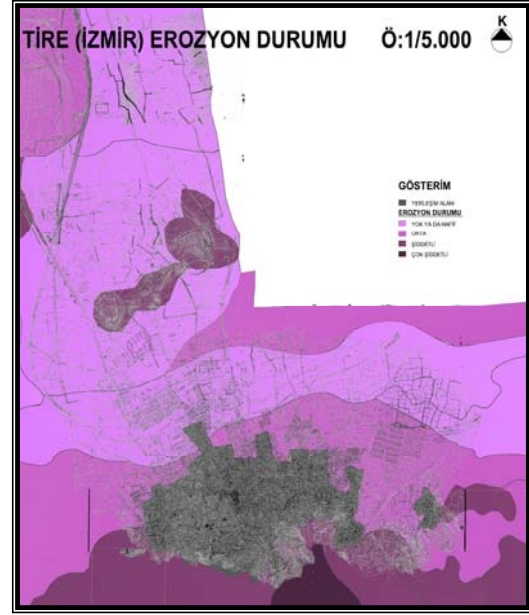 TİRE (İZMİR) EROZYON DURUMU Ö:1/5.000
K
GÖSTERİM
YERLEŞİM ALANI
EROZYON DURUMU
YOK YA DA HAFİF
ORTA
ŞİDDETLİ
ÇOK ŞİDDETLİ